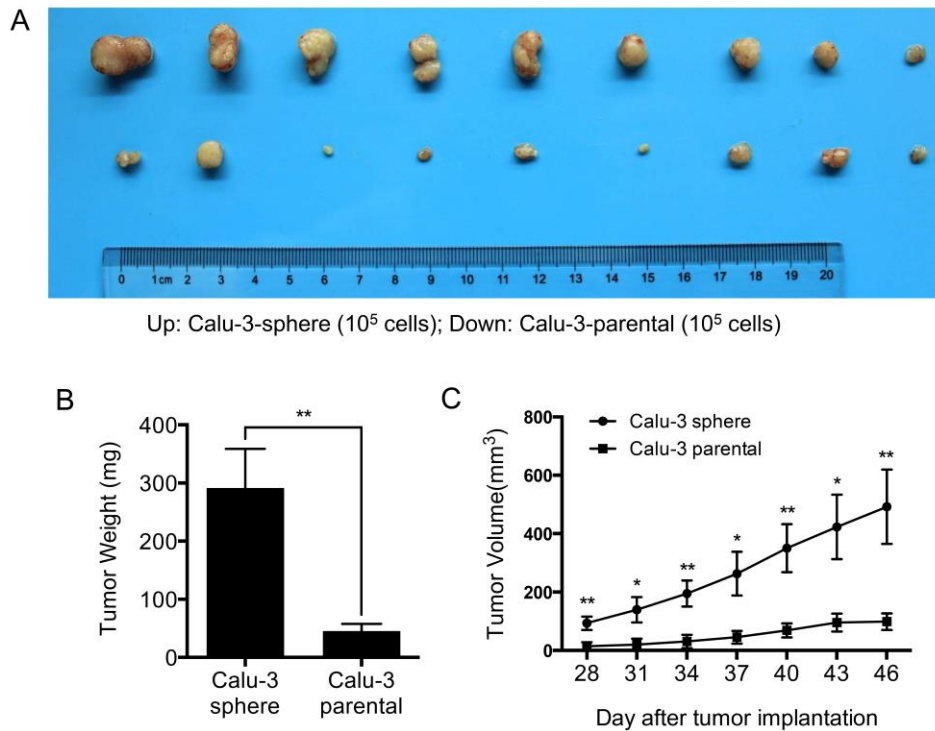 A
0 1cm 2 3 4 5 6 7 8 9 10 11 12 13 14 15 16 17 18 19 20
Up: Calu-3-sphere (10⁵ cells); Down: Calu-3-parental (10⁵ cells)
B
**
Tumor Weight (mg)
400
300
200
100
0
Calu-3 sphere
Calu-3 parental
C
Calu-3 sphere
Calu-3 parental
Tumor Volume(mm³)
800
600
400
200
0
** * ** * ** * **
28 31 34 37 40 43 46
Day after tumor implantation